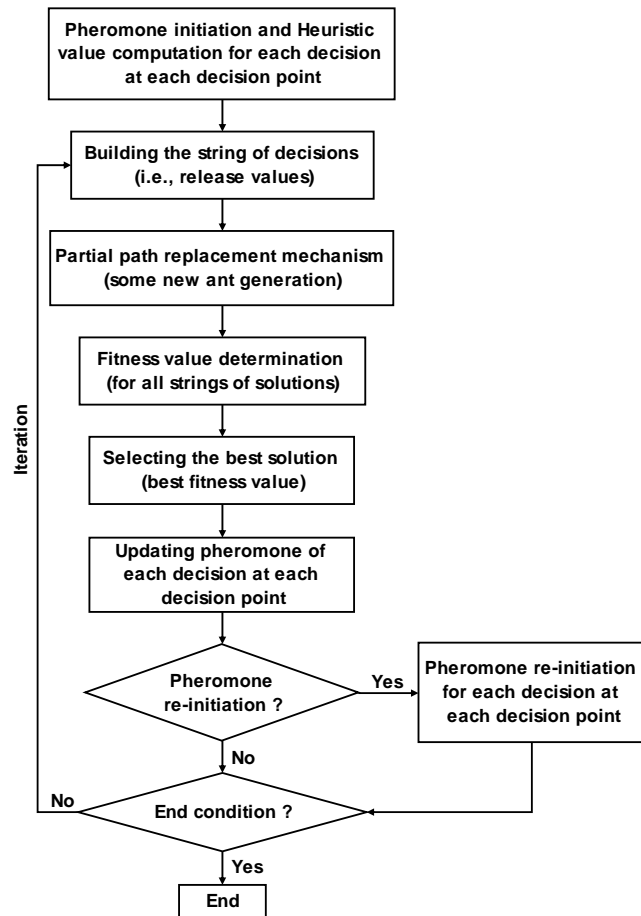 Pheromone initiation and Heuristic
value computation for each decision
at each decision point
Building the string of decisions
(i.e., release values)
Partial path replacement mechanism
(some new ant generation)
Fitness value determination
(for all strings of solutions)
Iteration
Selecting the best solution
(best fitness value)
Updating pheromone of
each decision at each
decision point
Pheromone
re-initiation ?
Yes
Pheromone re-initiation
for each decision at
each decision point
No
End condition ?
No
Yes
End